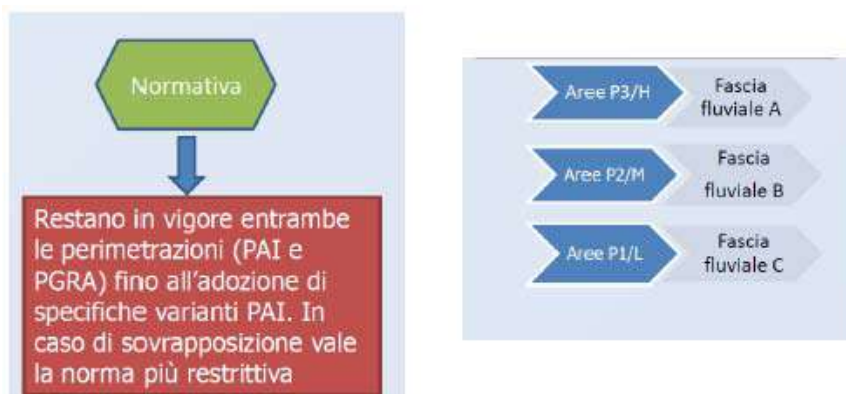 Normativa
Restano in vigore entrambe
le perimetrazioni (PAI e
PGRA) fino all'adozione di
specifiche varianti PAI. In
caso di sovrapposizione vale
la norma più restrittiva
Aree P3/H
Fascia
fluviale A
Aree P2/M
Fascia
fluviale B
Aree P1/L
Fascia
fluviale C